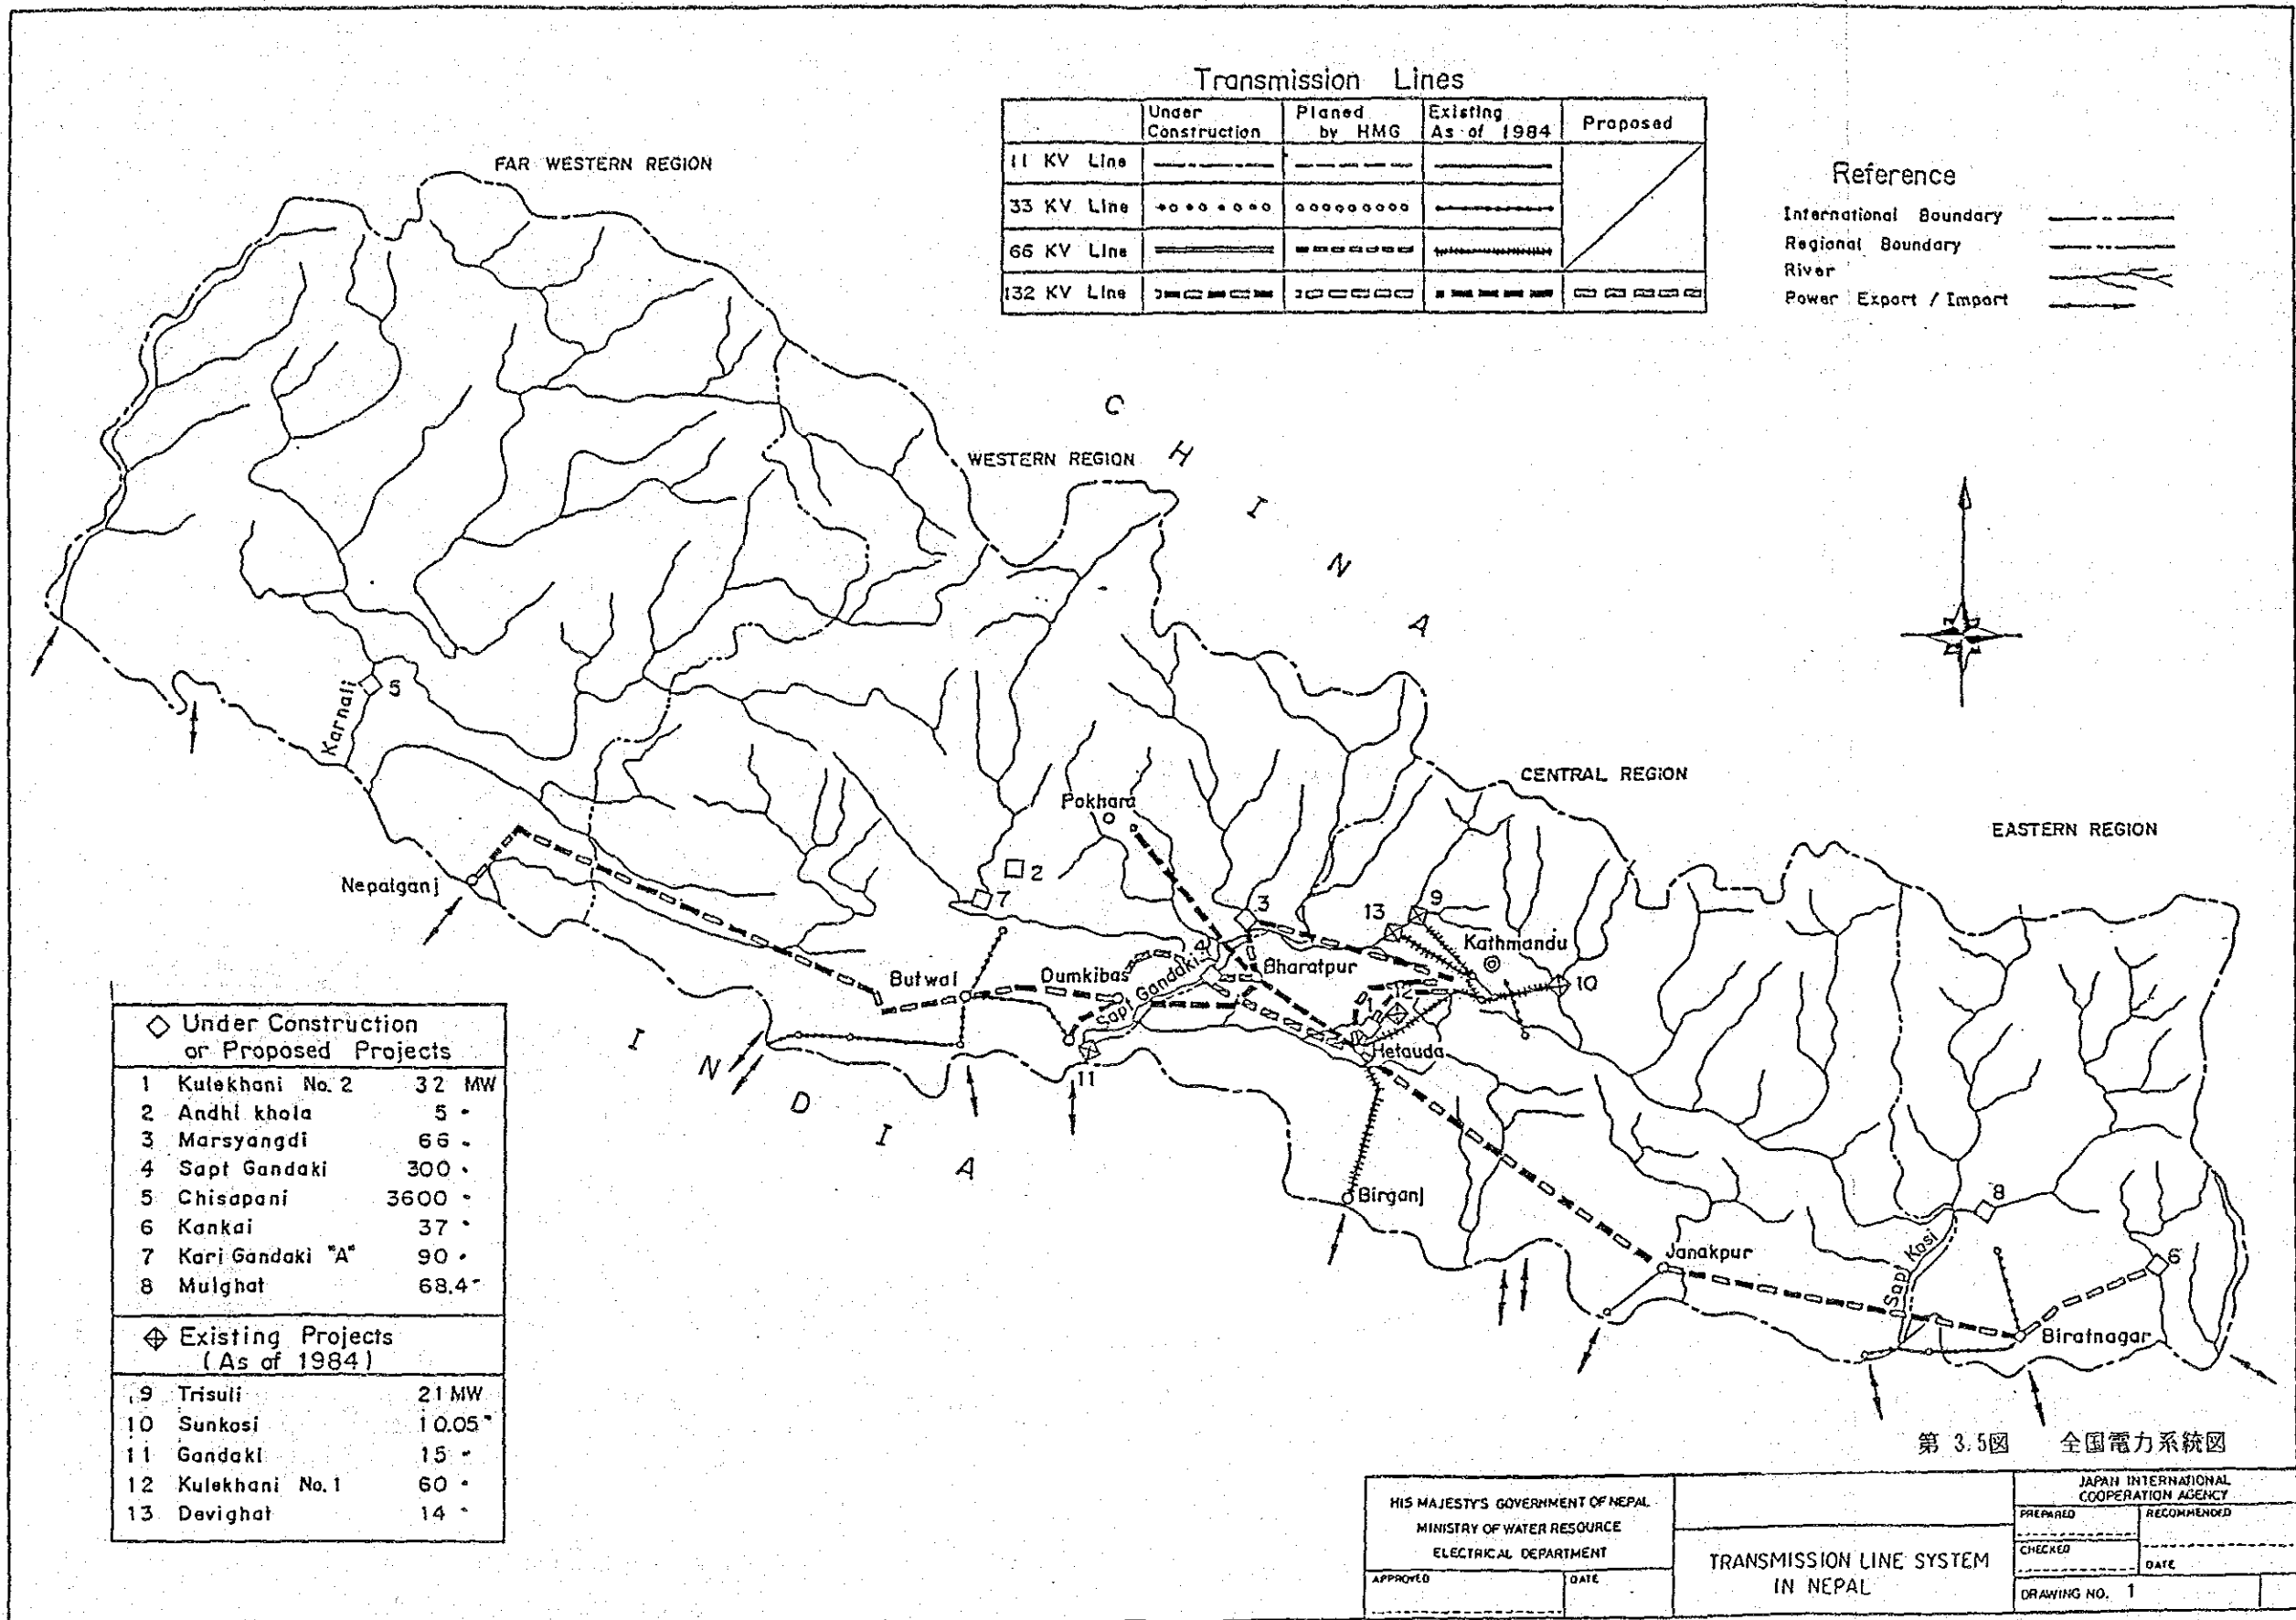 Transmission Lines
Under Construction
Planed by HMG
Existing As of 1984
Proposed
11 KV Line
33 KV Line
66 KV Line
132 KV Line
Reference
International Boundary
Regional Boundary
River
Power Export / Import
FAR WESTERN REGION
WESTERN REGION
CENTRAL REGION
EASTERN REGION
CHINA
INDIA
Karnali
5
Nepalganj
Pokhara
2
7
Butwal
Dumkibas
Sapt Gandaki
4
3
Bharatpur
13
9
Kathmandu
10
1
12
Hetauda
11
Birganj
Janakpur
Sapt Kosi
8
6
Biratnagar
Under Construction
or Proposed Projects
1 Kulekhani No. 2 32 MW
2 Andhi khola 5 "
3 Marsyangdi 66 "
4 Sapt Gandaki 300 "
5 Chisapani 3600 "
6 Kankai 37 "
7 Kari Gandaki "A" 90 "
8 Mulghat 68.4 "
Existing Projects
(As of 1984)
9 Trisuli 21 MW
10 Sunkosi 10.05 "
11 Gandaki 15 "
12 Kulekhani No. 1 60 "
13 Devighat 14 "
第 3.5図 全国電力系統図
HIS MAJESTY'S GOVERNMENT OF NEPAL
MINISTRY OF WATER RESOURCE
ELECTRICAL DEPARTMENT
APPROVED
DATE
TRANSMISSION LINE SYSTEM
IN NEPAL
JAPAN INTERNATIONAL
COOPERATION AGENCY
PREPARED
RECOMMENDED
CHECKED
DATE
DRAWING NO. 1